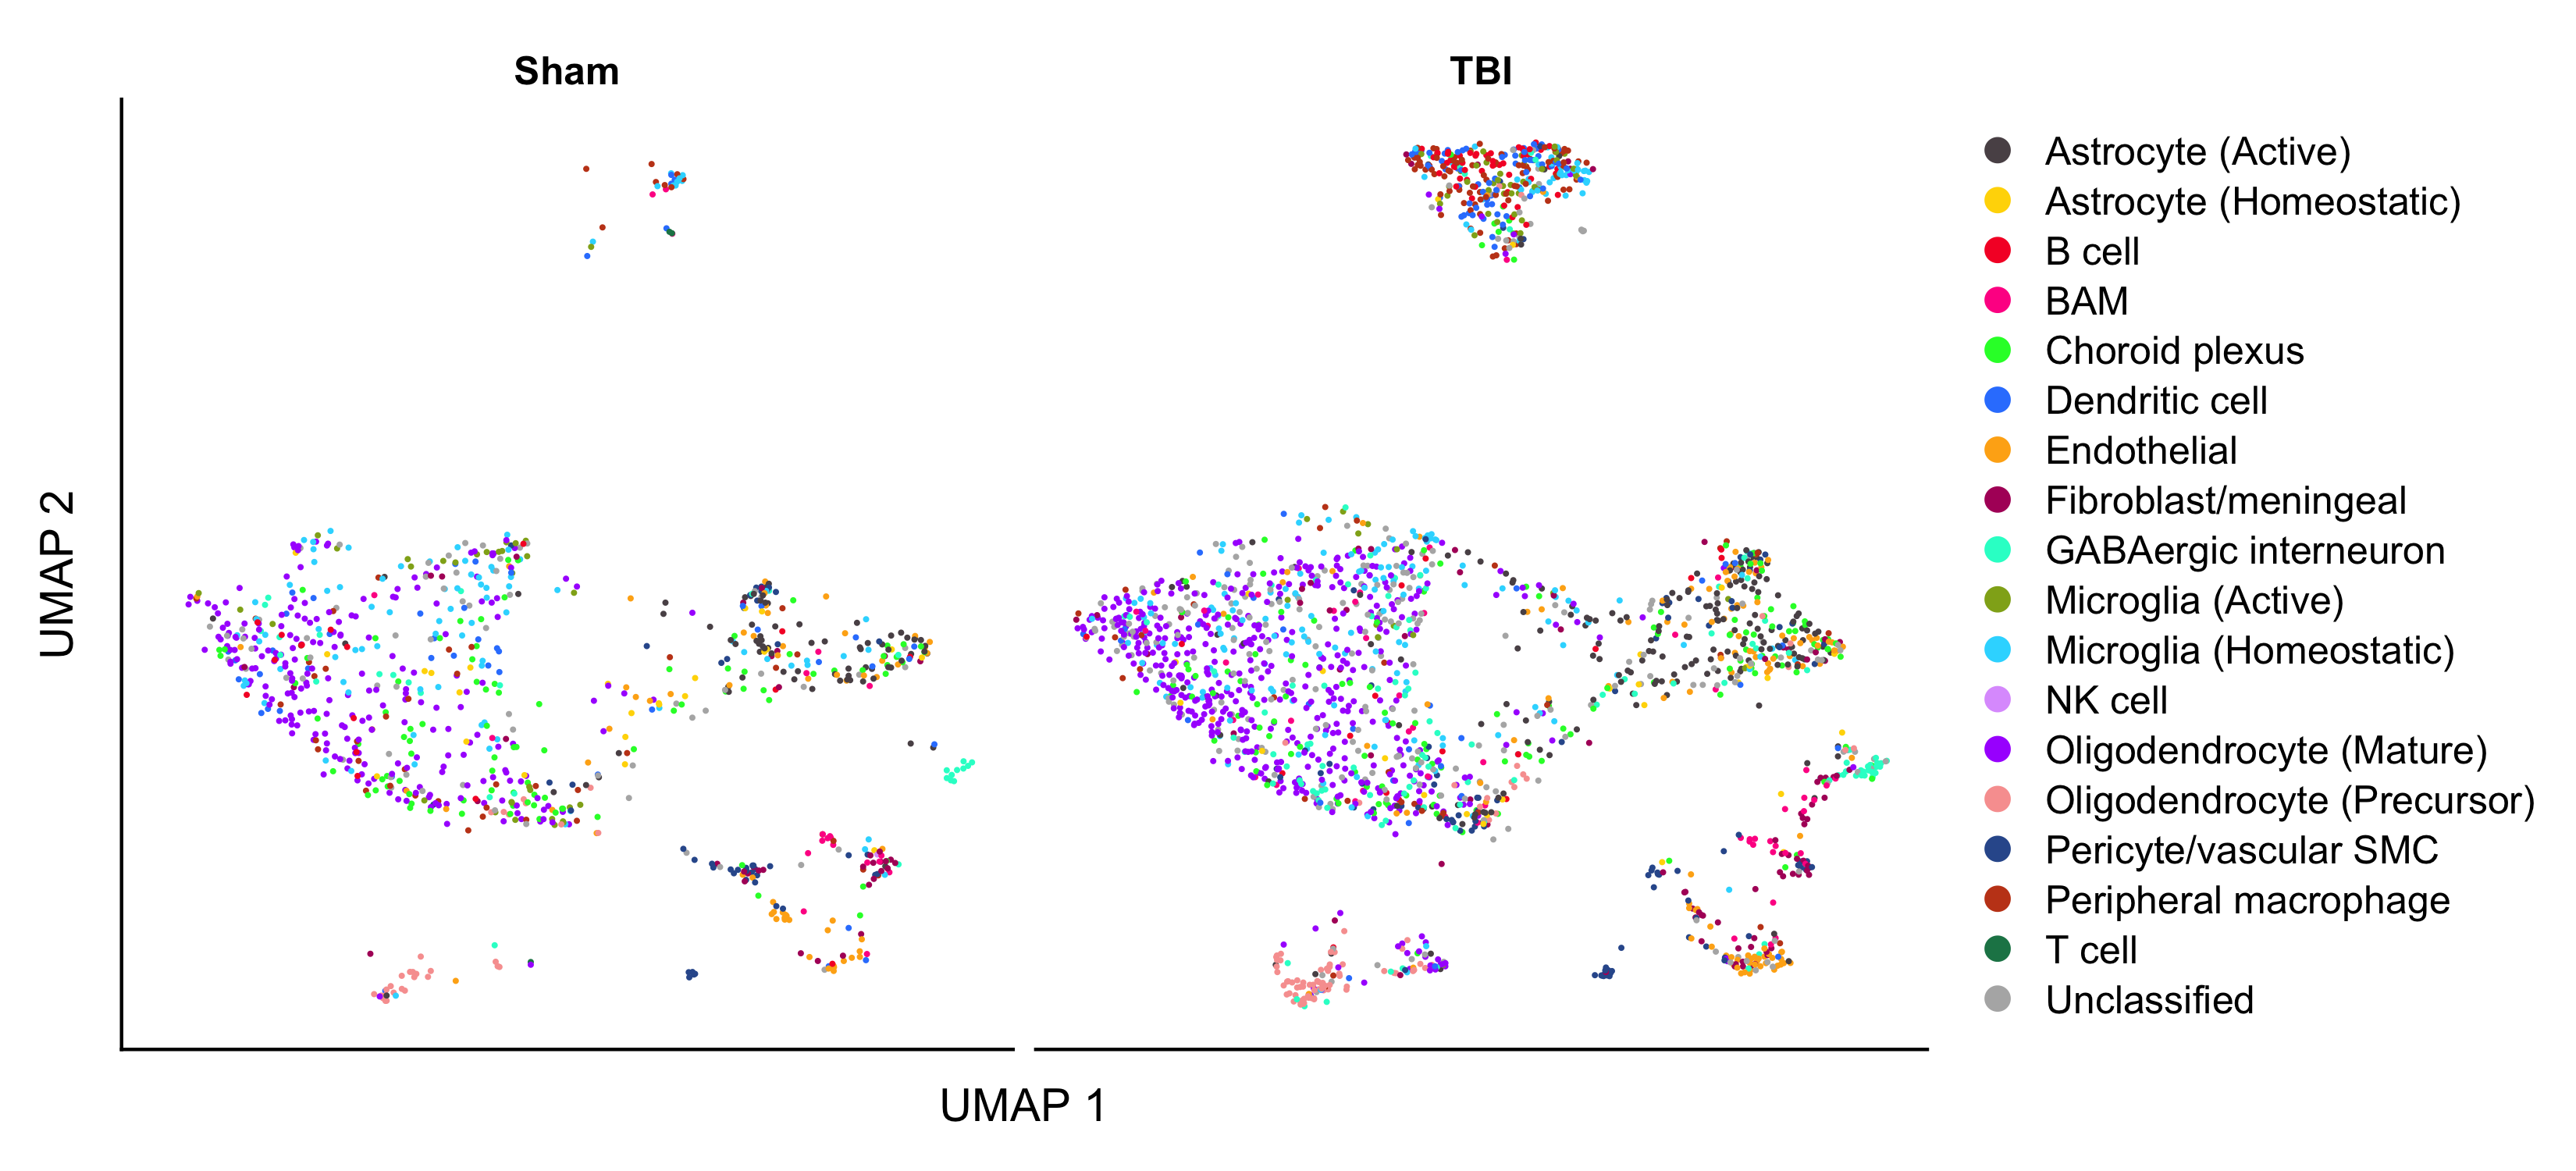 Sham
TBI
UMAP 2
UMAP 1
Astrocyte (Active)
Astrocyte (Homeostatic)
B cell
BAM
Choroid plexus
Dendritic cell
Endothelial
Fibroblast/meningeal
GABAergic interneuron
Microglia (Active)
Microglia (Homeostatic)
NK cell
Oligodendrocyte (Mature)
Oligodendrocyte (Precursor)
Pericyte/vascular SMC
Peripheral macrophage
T cell
Unclassified